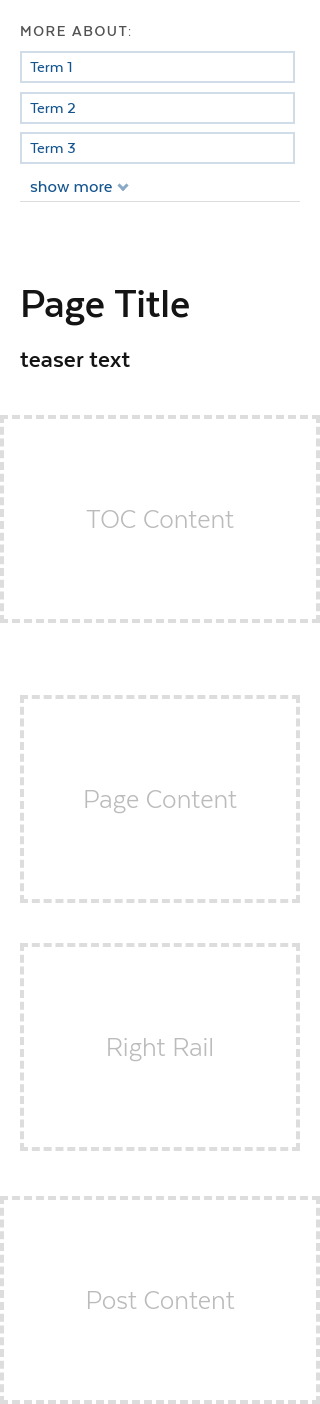 MORE ABOUT:
Term 1
Term 2
Term 3
show more
Page Title
teaser text
TOC Content
Page Content
Right Rail
Post Content